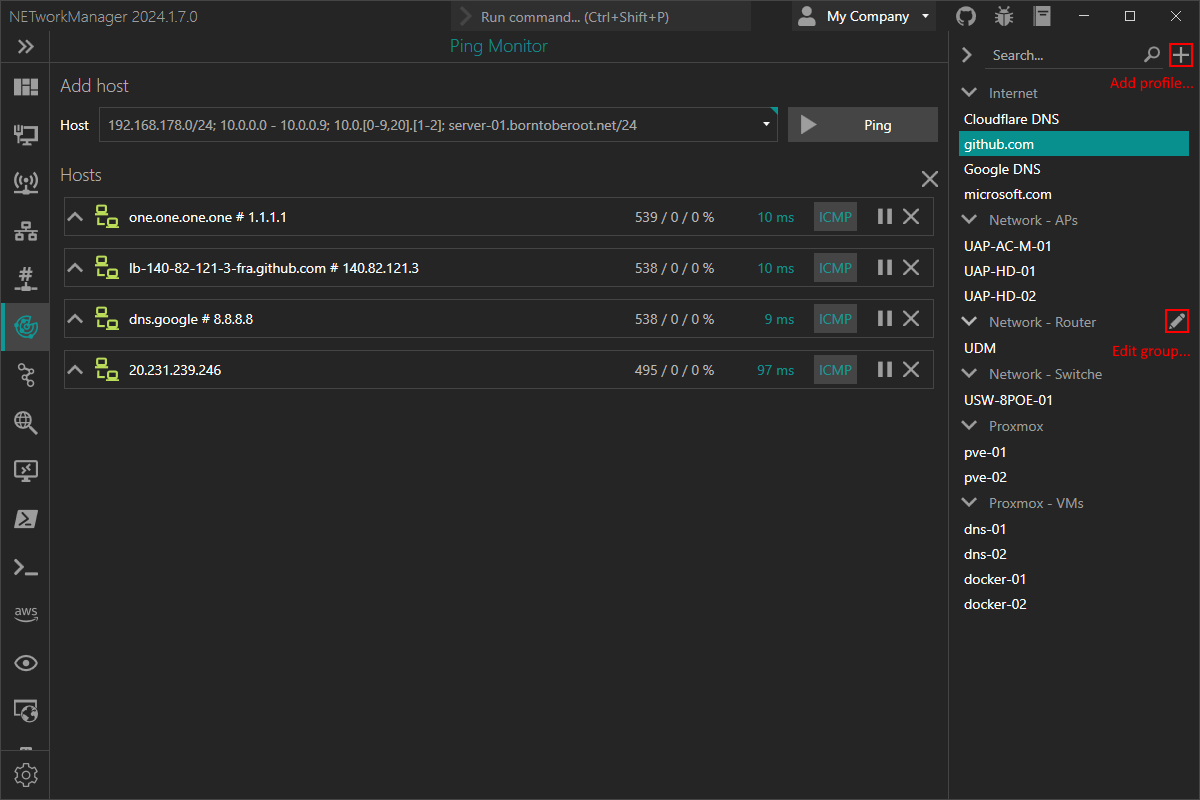 NETworkManager 2024.1.7.0
Run command... (Ctrl+Shift+P)
My Company
Ping Monitor
Add host
Host
192.168.178.0/24; 10.0.0.0 - 10.0.0.9; 10.0.[0-9,20].[1-2]; server-01.borntoberoot.net/24
Ping
Hosts
one.one.one.one # 1.1.1.1 539 / 0 / 0 % 10 ms ICMP
lb-140-82-121-3-fra.github.com # 140.82.121.3 538 / 0 / 0 % 10 ms ICMP
dns.google # 8.8.8.8 538 / 0 / 0 % 9 ms ICMP
20.231.239.246 495 / 0 / 0 % 97 ms ICMP
aws
Search...
Add profile...
Internet
Cloudflare DNS
github.com
Google DNS
microsoft.com
Network - APs
UAP-AC-M-01
UAP-HD-01
UAP-HD-02
Network - Router
UDM
Edit group...
Network - Switche
USW-8POE-01
Proxmox
pve-01
pve-02
Proxmox - VMs
dns-01
dns-02
docker-01
docker-02